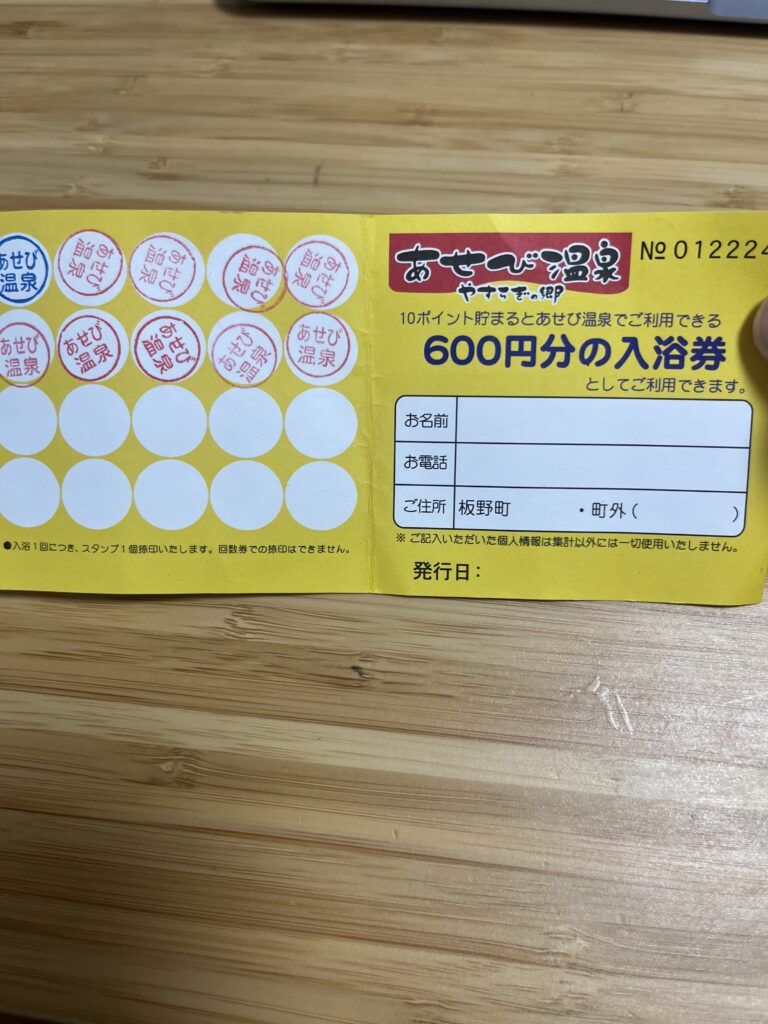 あせび
温泉
あせび
温泉
あせび
温泉
あせび
温泉
あせび
温泉
あせび
温泉
あせび
温泉
あせび
温泉
あせび
温泉
あせび
温泉
●入浴1回につき、スタンプ1個捺印いたします。回数券での捺印はできません。
あせび温泉
やすらぎの郷
№012224
10ポイント貯まるとあせび温泉でご利用できる
600円分の入浴券
としてご利用できます。
お名前
お電話
ご住所 板野町 ・町外( )
※ ご記入いただいた個人情報は集計以外には一切使用いたしません。
発行日: